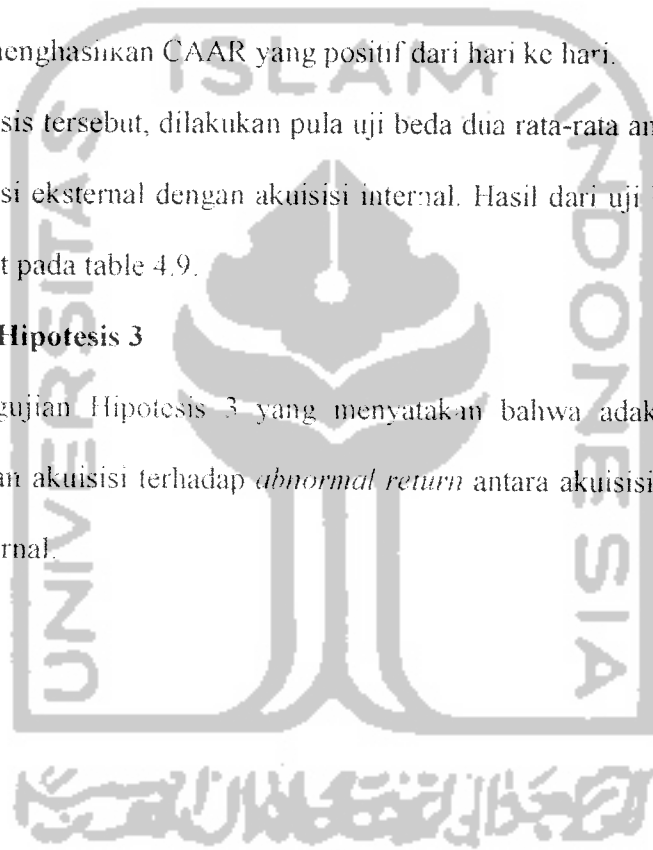 menghasilkan CAAR yang positif dari hari ke hari.
sis tersebut, dilakukan pula uji beda dua rata-rata an
si eksternal dengan akuisisi internal. Hasil dari uji
t pada table 4.9.
Hipotesis 3
gujian Hipotesis 3 yang menyatakan bahwa adak
an akuisisi terhadap abnormal return antara akuisisi
rnal.
ISLAM
UNIVERSITAS
INDONESIA